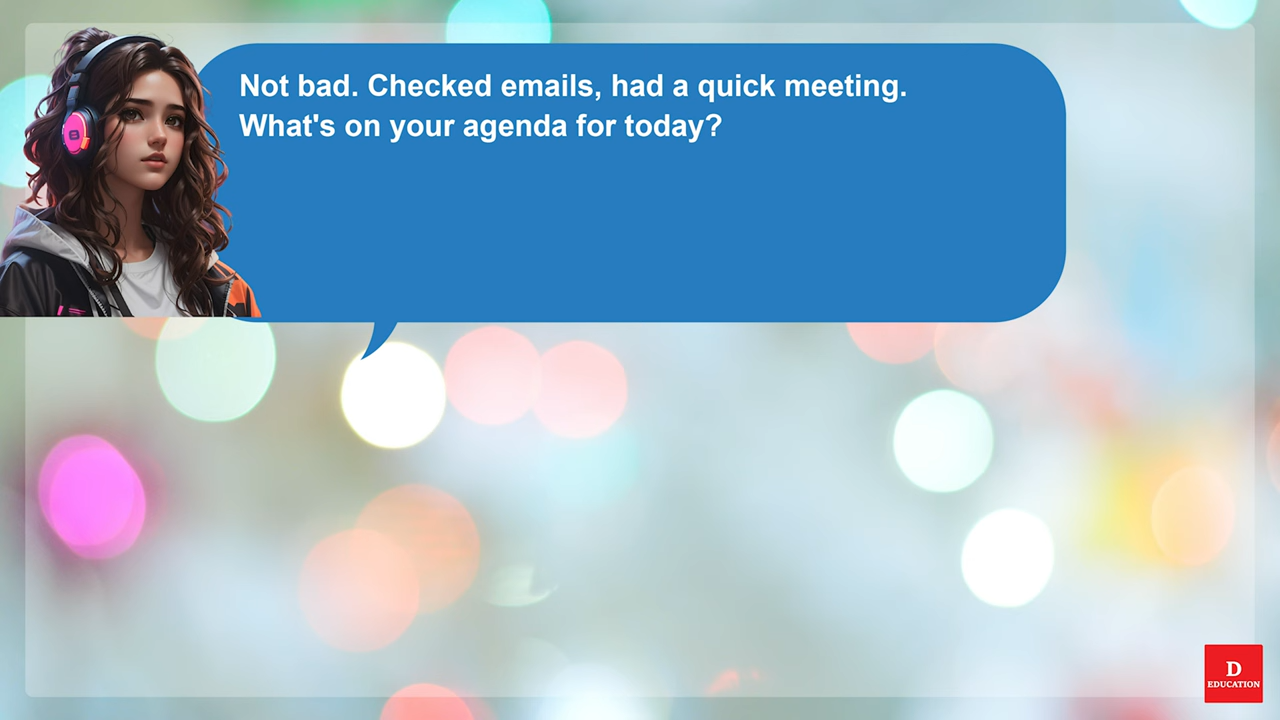 Not bad. Checked emails, had a quick meeting.
What's on your agenda for today?
D
EDUCATION